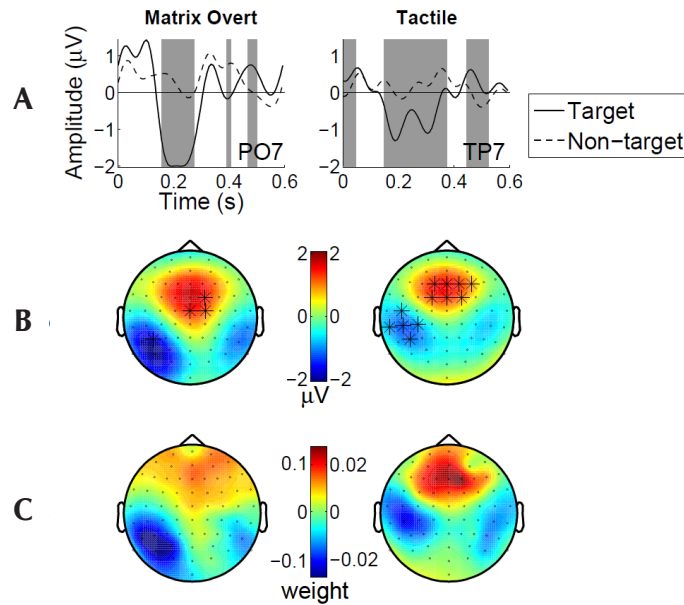 Matrix Overt
Tactile
A
Amplitude (μV)
1
0
−1
−2
1
0
−1
−2
PO7
TP7
0 0.2 0.4 0.6
0 0.2 0.4 0.6
Time (s)
Target
Non−target
B
2 2
0 0
−2 −2
μV
C
0.1 0.02
0 0
−0.1 −0.02
weight